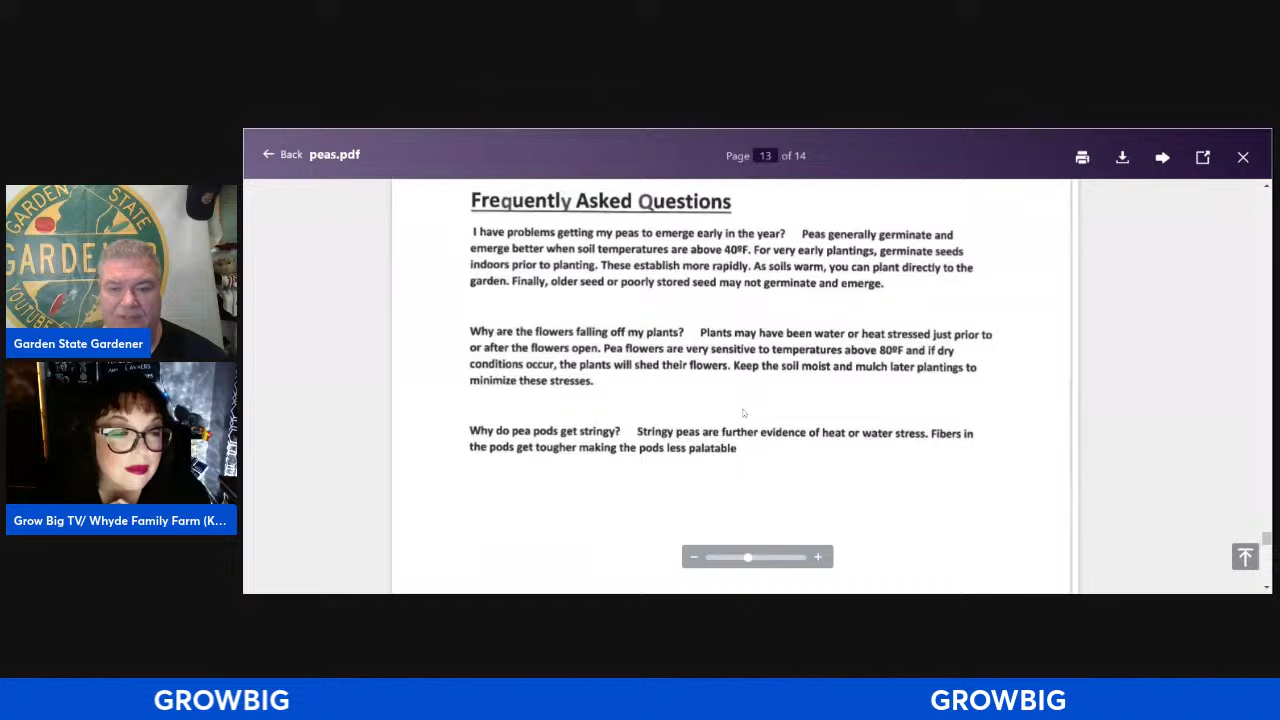 Back peas.pdf
Page 13 of 14
GARDEN STATE
GARDENER
YOUTUBE
Garden State Gardener
Grow Big TV/ Whyde Family Farm (K...
Frequently Asked Questions
I have problems getting my peas to emerge early in the year? Peas generally germinate and
emerge better when soil temperatures are above 40ºF. For very early plantings, germinate seeds
indoors prior to planting. These establish more rapidly. As soils warm, you can plant directly to the
garden. Finally, older seed or poorly stored seed may not germinate and emerge.
Why are the flowers falling off my plants? Plants may have been water or heat stressed just prior to
or after the flowers open. Pea flowers are very sensitive to temperatures above 80ºF and if dry
conditions occur, the plants will shed their flowers. Keep the soil moist and mulch later plantings to
minimize these stresses.
Why do pea pods get stringy? Stringy peas are further evidence of heat or water stress. Fibers in
the pods get tougher making the pods less palatable
GROWBIG GROWBIG